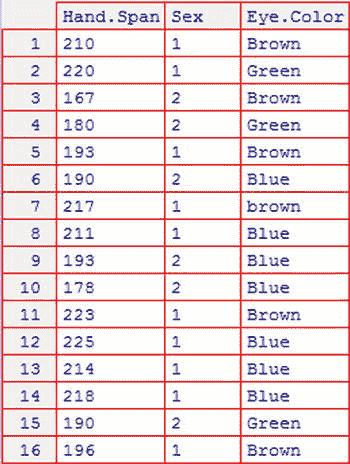 Hand.Span Sex Eye.Color
1 210 1 Brown
2 220 1 Green
3 167 2 Brown
4 180 2 Green
5 193 1 Brown
6 190 2 Blue
7 217 1 brown
8 211 1 Blue
9 193 2 Blue
10 178 2 Blue
11 223 1 Brown
12 225 1 Blue
13 214 1 Blue
14 218 1 Blue
15 190 2 Green
16 196 1 Brown